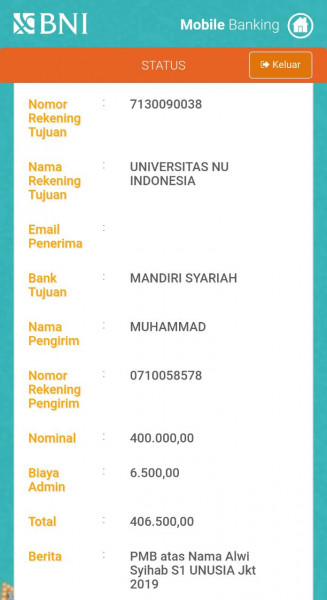 BNI
Mobile Banking
STATUS
Keluar
Nomor : 7130090038
Rekening
Tujuan
Nama : UNIVERSITAS NU
Rekening INDONESIA
Tujuan
Email :
Penerima
Bank : MANDIRI SYARIAH
Tujuan
Nama : MUHAMMAD
Pengirim
Nomor : 0710058578
Rekening
Pengirim
Nominal : 400.000,00
Biaya : 6.500,00
Admin
Total : 406.500,00
Berita : PMB atas Nama Alwi
Syihab S1 UNUSIA Jkt
2019